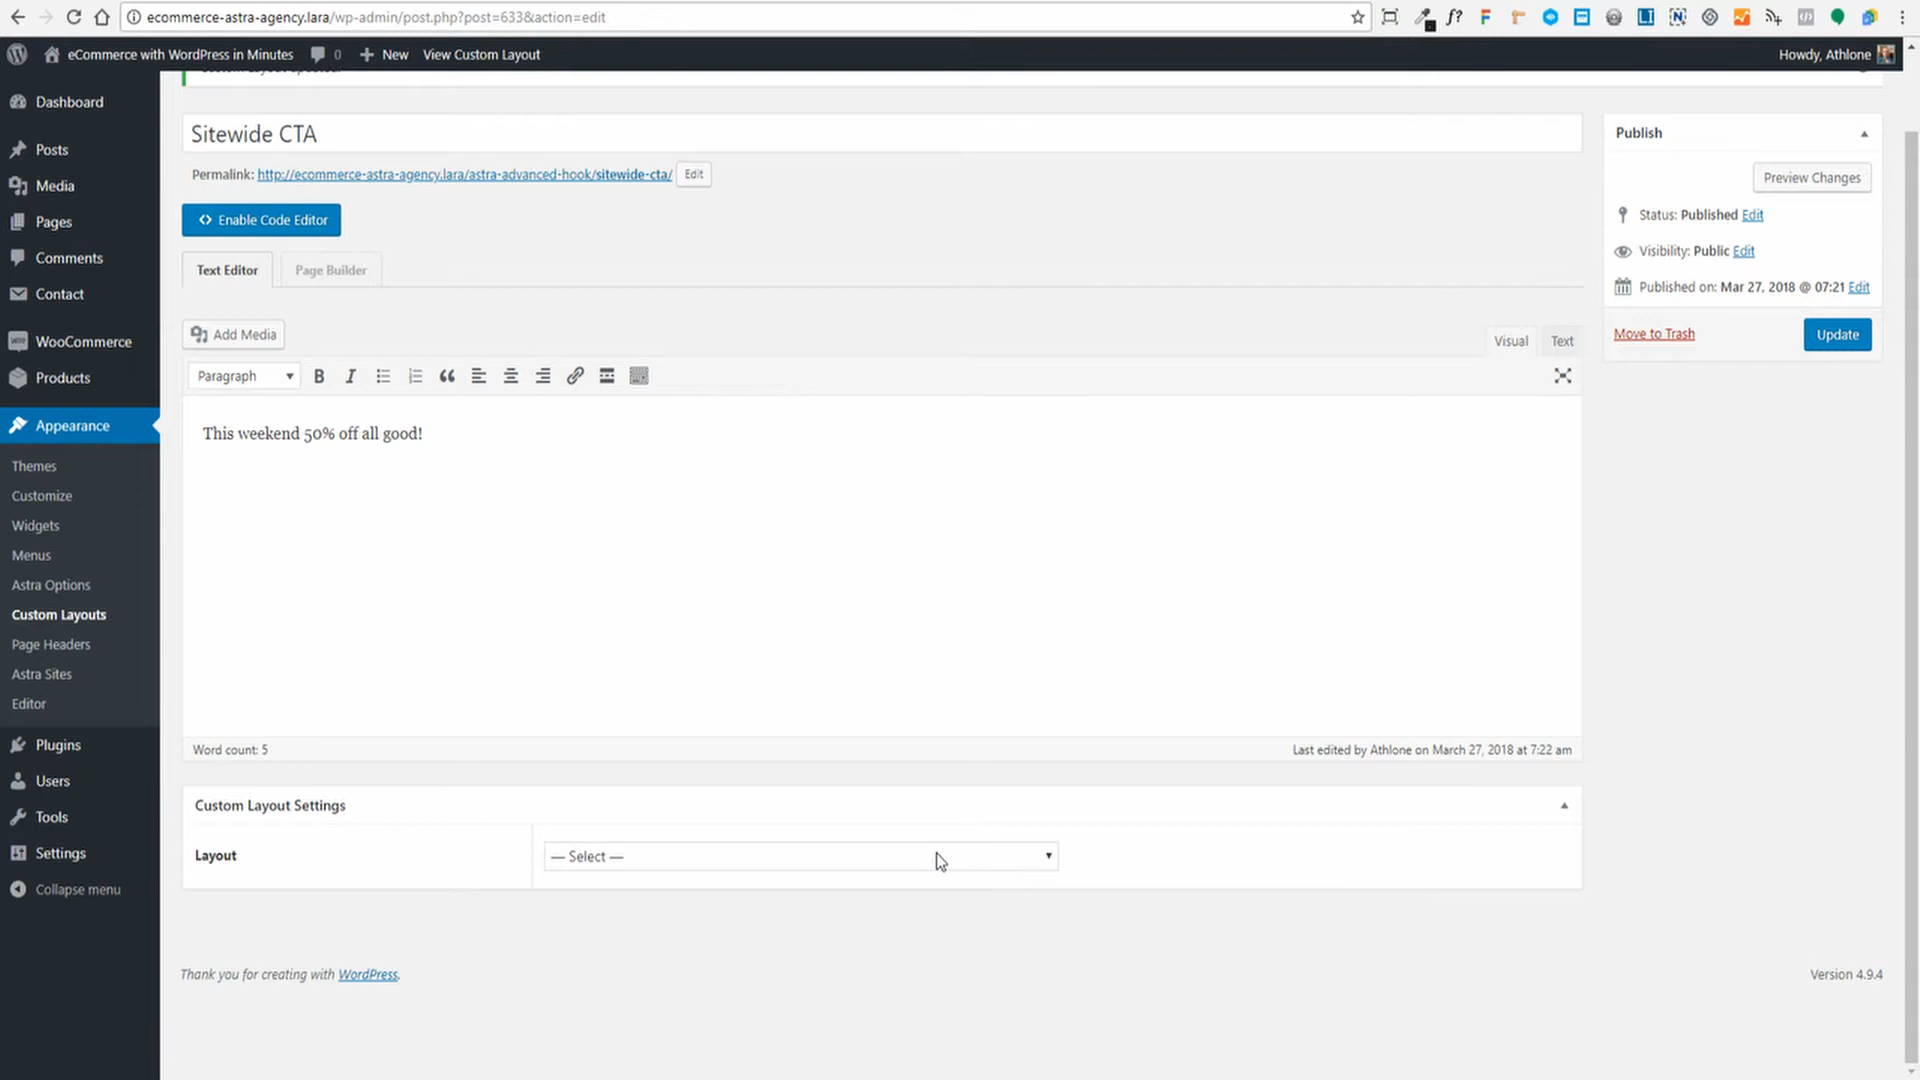 ecommerce-astra-agency.lara/wp-admin/post.php?post=633&action=edit
eCommerce with WordPress in Minutes 0 New View Custom Layout Howdy, Athlone
Dashboard
Posts
Media
Pages
Comments
Contact
WooCommerce
Products
Appearance
Themes
Customize
Widgets
Menus
Astra Options
Custom Layouts
Page Headers
Astra Sites
Editor
Plugins
Users
Tools
Settings
Collapse menu
Sitewide CTA
Permalink: http://ecommerce-astra-agency.lara/astra-advanced-hook/sitewide-cta/ Edit
Enable Code Editor
Text Editor Page Builder
Add Media
Visual Text
Paragraph
This weekend 50% off all good!
Word count: 5 Last edited by Athlone on March 27, 2018 at 7:22 am
Custom Layout Settings
Layout — Select —
Publish
Preview Changes
Status: Published Edit
Visibility: Public Edit
Published on: Mar 27, 2018 @ 07:21 Edit
Move to Trash Update
Thank you for creating with WordPress. Version 4.9.4